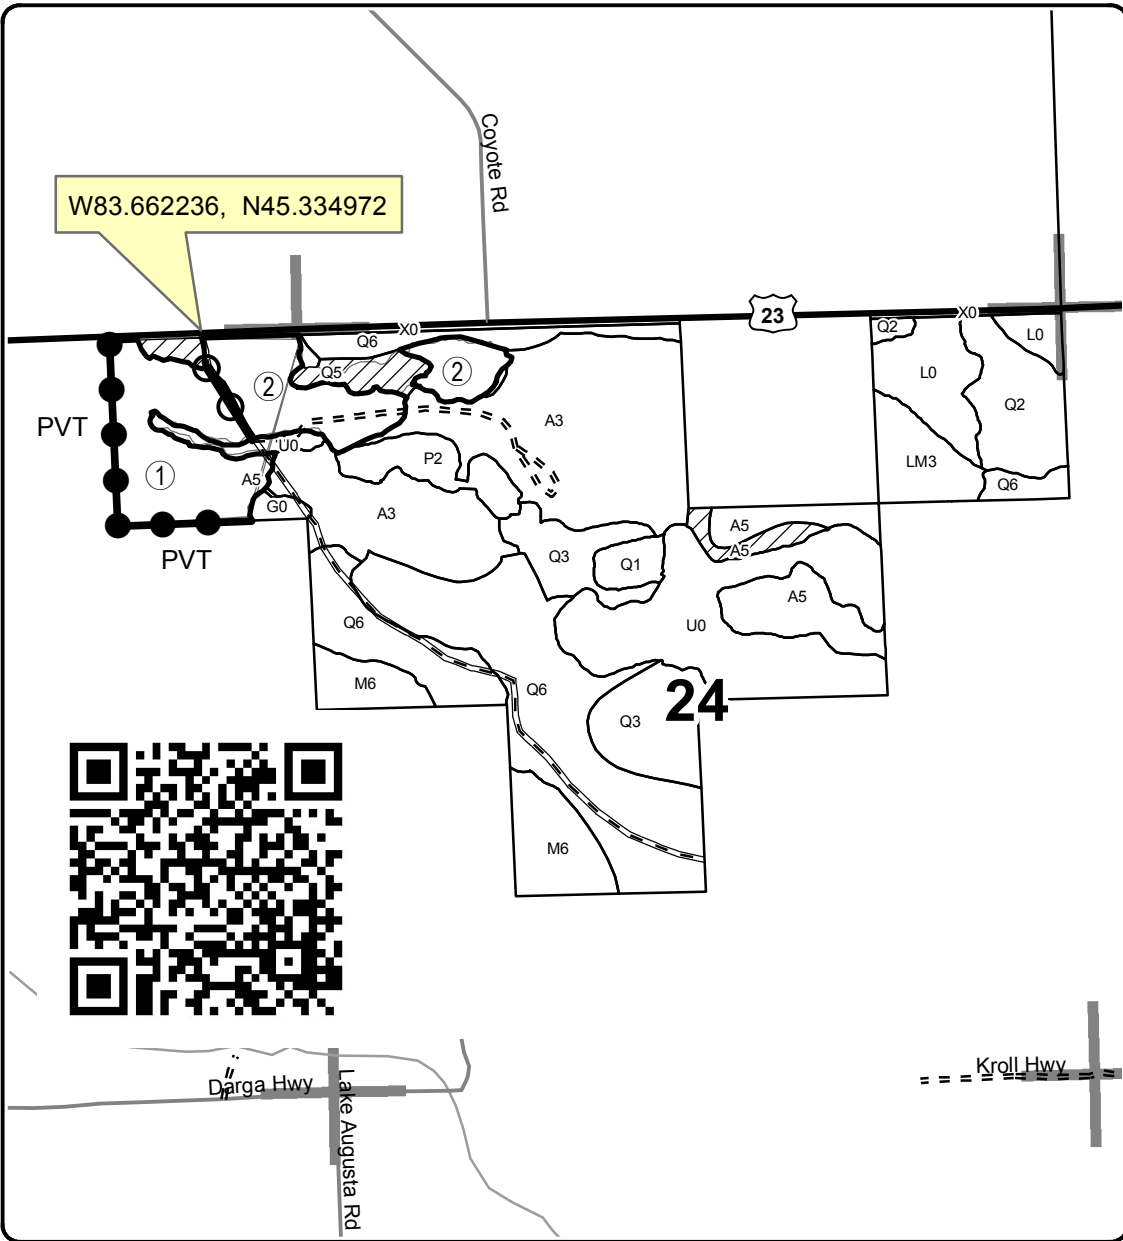 Coyote Rd
W83.662236, N45.334972
23
X0
X0
Q6
Q2
L0
L0
Q5
2
2
Q2
A3
PVT
U0
P2
LM3
1
A5
Q6
G0
A3
A5
A5
PVT
Q3
Q1
A5
Q6
U0
M6
Q6
24
Q3
M6
Kroll Hwy
Darga Hwy
Lake Augusta Rd